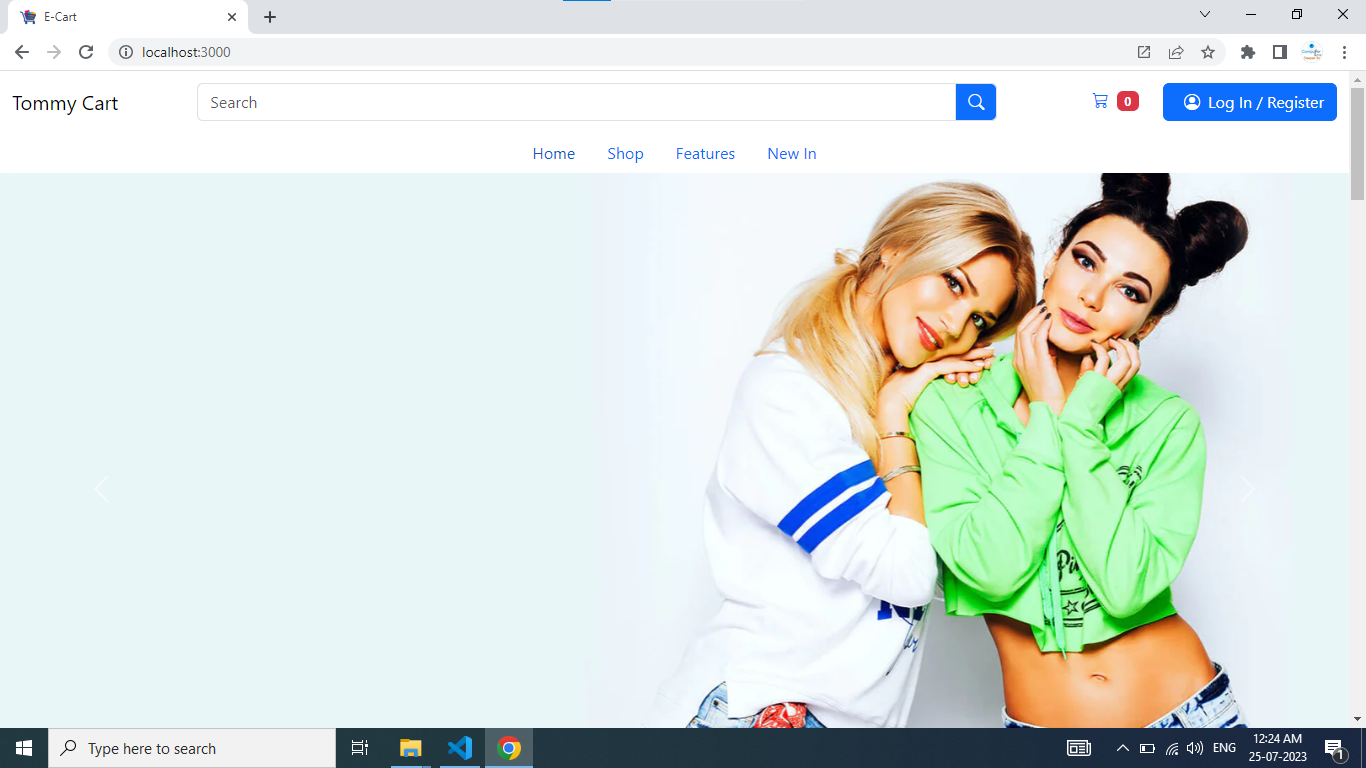 E-Cart
localhost:3000
Tommy Cart
Search
0
Log In / Register
Home
Shop
Features
New In
Type here to search
ENG
12:24 AM
25-07-2023
1